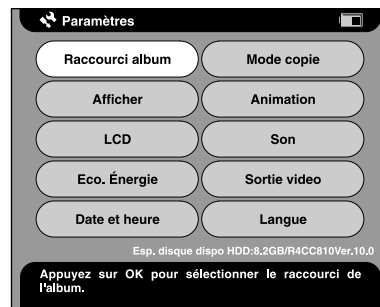 Paramètres
Raccourci album
Mode copie
Afficher
Animation
LCD
Son
Eco. Énergie
Sortie video
Date et heure
Langue
Esp. disque dispo HDD:8.2GB/R4CC810Ver.10.0
Appuyez sur OK pour sélectionner le raccourci de
l'album.